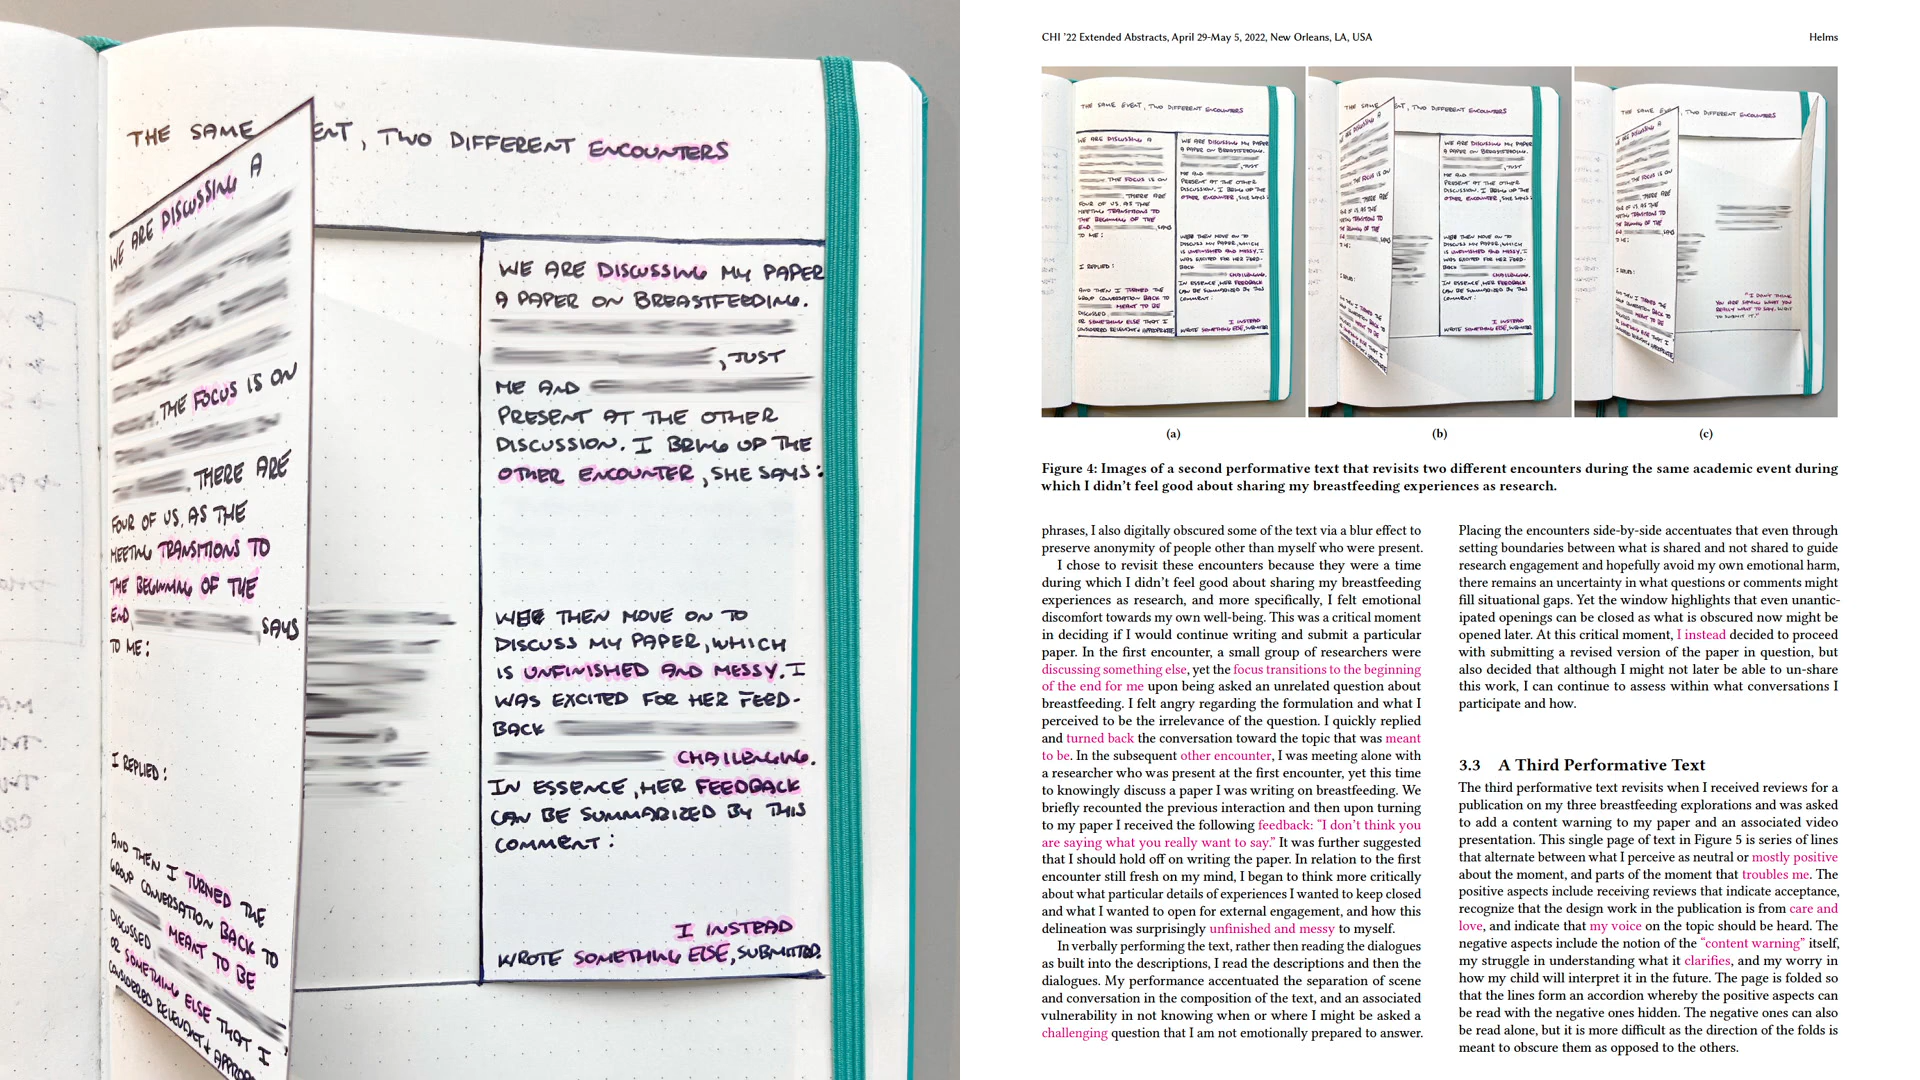 THE SAME ENT, TWO DIFFERENT ENCOUNTERS
WE ARE DISCUSSING A
. THE FOCUS IS ON
. THERE ARE
FOUR OF US. AS THE
MEETING TRANSITIONS TO
THE BEGINNING OF THE
END, SAYS
TO ME:
I REPLIED:
AND THEN I TURNED THE
GROUP CONVERSATION BACK TO
MEANT TO BE
DISCUSSED
OR SOMETHING ELSE THAT I
CONSIDERED RELEVANT + APPROP
WE ARE DISCUSSING MY PAPER
A PAPER ON BREASTFEEDING.
, JUST
ME AND
PRESENT AT THE OTHER
DISCUSSION. I BRING UP THE
OTHER ENCOUNTER, SHE SAYS:
WE THEN MOVE ON TO
DISCUSS MY PAPER, WHICH
IS UNFINISHED AND MESSY. I
WAS EXCITED FOR HER FEED-
BACK
CHALLENGING.
IN ESSENCE, HER FEEDBACK
CAN BE SUMMARIZED BY THIS
COMMENT:
I INSTEAD
WROTE SOMETHING ELSE, SUBMITTED.
CHI ’22 Extended Abstracts, April 29-May 5, 2022, New Orleans, LA, USA Helms
(a) (b) (c)
Figure 4: Images of a second performative text that revisits two different encounters during the same academic event during
which I didn’t feel good about sharing my breastfeeding experiences as research.
phrases, I also digitally obscured some of the text via a blur effect to
preserve anonymity of people other than myself who were present.
I chose to revisit these encounters because they were a time
during which I didn’t feel good about sharing my breastfeeding
experiences as research, and more specifically, I felt emotional
discomfort towards my own well-being. This was a critical moment
in deciding if I would continue writing and submit a particular
paper. In the first encounter, a small group of researchers were
discussing something else, yet the focus transitions to the beginning
of the end for me upon being asked an unrelated question about
breastfeeding. I felt angry regarding the formulation and what I
perceived to be the irrelevance of the question. I quickly replied
and turned back the conversation toward the topic that was meant
to be. In the subsequent other encounter, I was meeting alone with
a researcher who was present at the first encounter, yet this time
to knowingly discuss a paper I was writing on breastfeeding. We
briefly recounted the previous interaction and then upon turning
to my paper I received the following feedback: “I don’t think you
are saying what you really want to say.” It was further suggested
that I should hold off on writing the paper. In relation to the first
encounter still fresh on my mind, I began to think more critically
about what particular details of experiences I wanted to keep closed
and what I wanted to open for external engagement, and how this
delineation was surprisingly unfinished and messy to myself.
In verbally performing the text, rather then reading the dialogues
as built into the descriptions, I read the descriptions and then the
dialogues. My performance accentuated the separation of scene
and conversation in the composition of the text, and an associated
vulnerability in not knowing when or where I might be asked a
challenging question that I am not emotionally prepared to answer.
Placing the encounters side-by-side accentuates that even through
setting boundaries between what is shared and not shared to guide
research engagement and hopefully avoid my own emotional harm,
there remains an uncertainty in what questions or comments might
fill situational gaps. Yet the window highlights that even unantic-
ipated openings can be closed as what is obscured now might be
opened later. At this critical moment, I instead decided to proceed
with submitting a revised version of the paper in question, but
also decided that although I might not later be able to un-share
this work, I can continue to assess within what conversations I
participate and how.
3.3 A Third Performative Text
The third performative text revisits when I received reviews for a
publication on my three breastfeeding explorations and was asked
to add a content warning to my paper and an associated video
presentation. This single page of text in Figure 5 is series of lines
that alternate between what I perceive as neutral or mostly positive
about the moment, and parts of the moment that troubles me. The
positive aspects include receiving reviews that indicate acceptance,
recognize that the design work in the publication is from care and
love, and indicate that my voice on the topic should be heard. The
negative aspects include the notion of the “content warning” itself,
my struggle in understanding what it clarifies, and my worry in
how my child will interpret it in the future. The page is folded so
that the lines form an accordion whereby the positive aspects can
be read with the negative ones hidden. The negative ones can also
be read alone, but it is more difficult as the direction of the folds is
meant to obscure them as opposed to the others.